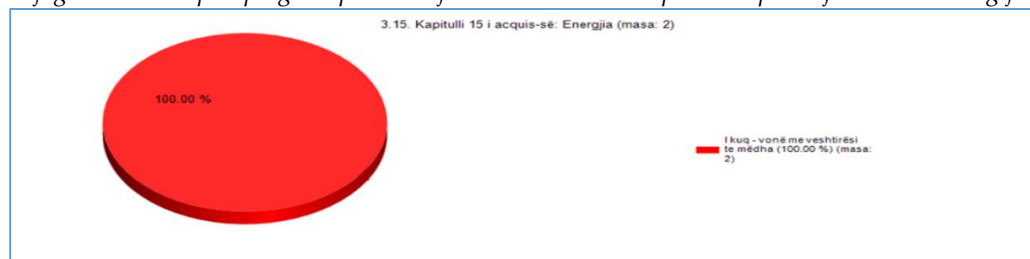 3.15. Kapitulli 15 i acquis-së: Energjia (masa: 2)
100.00 %
I kuq - vonë me veshtirësi
te mëdha (100.00 %) (masa:
2)